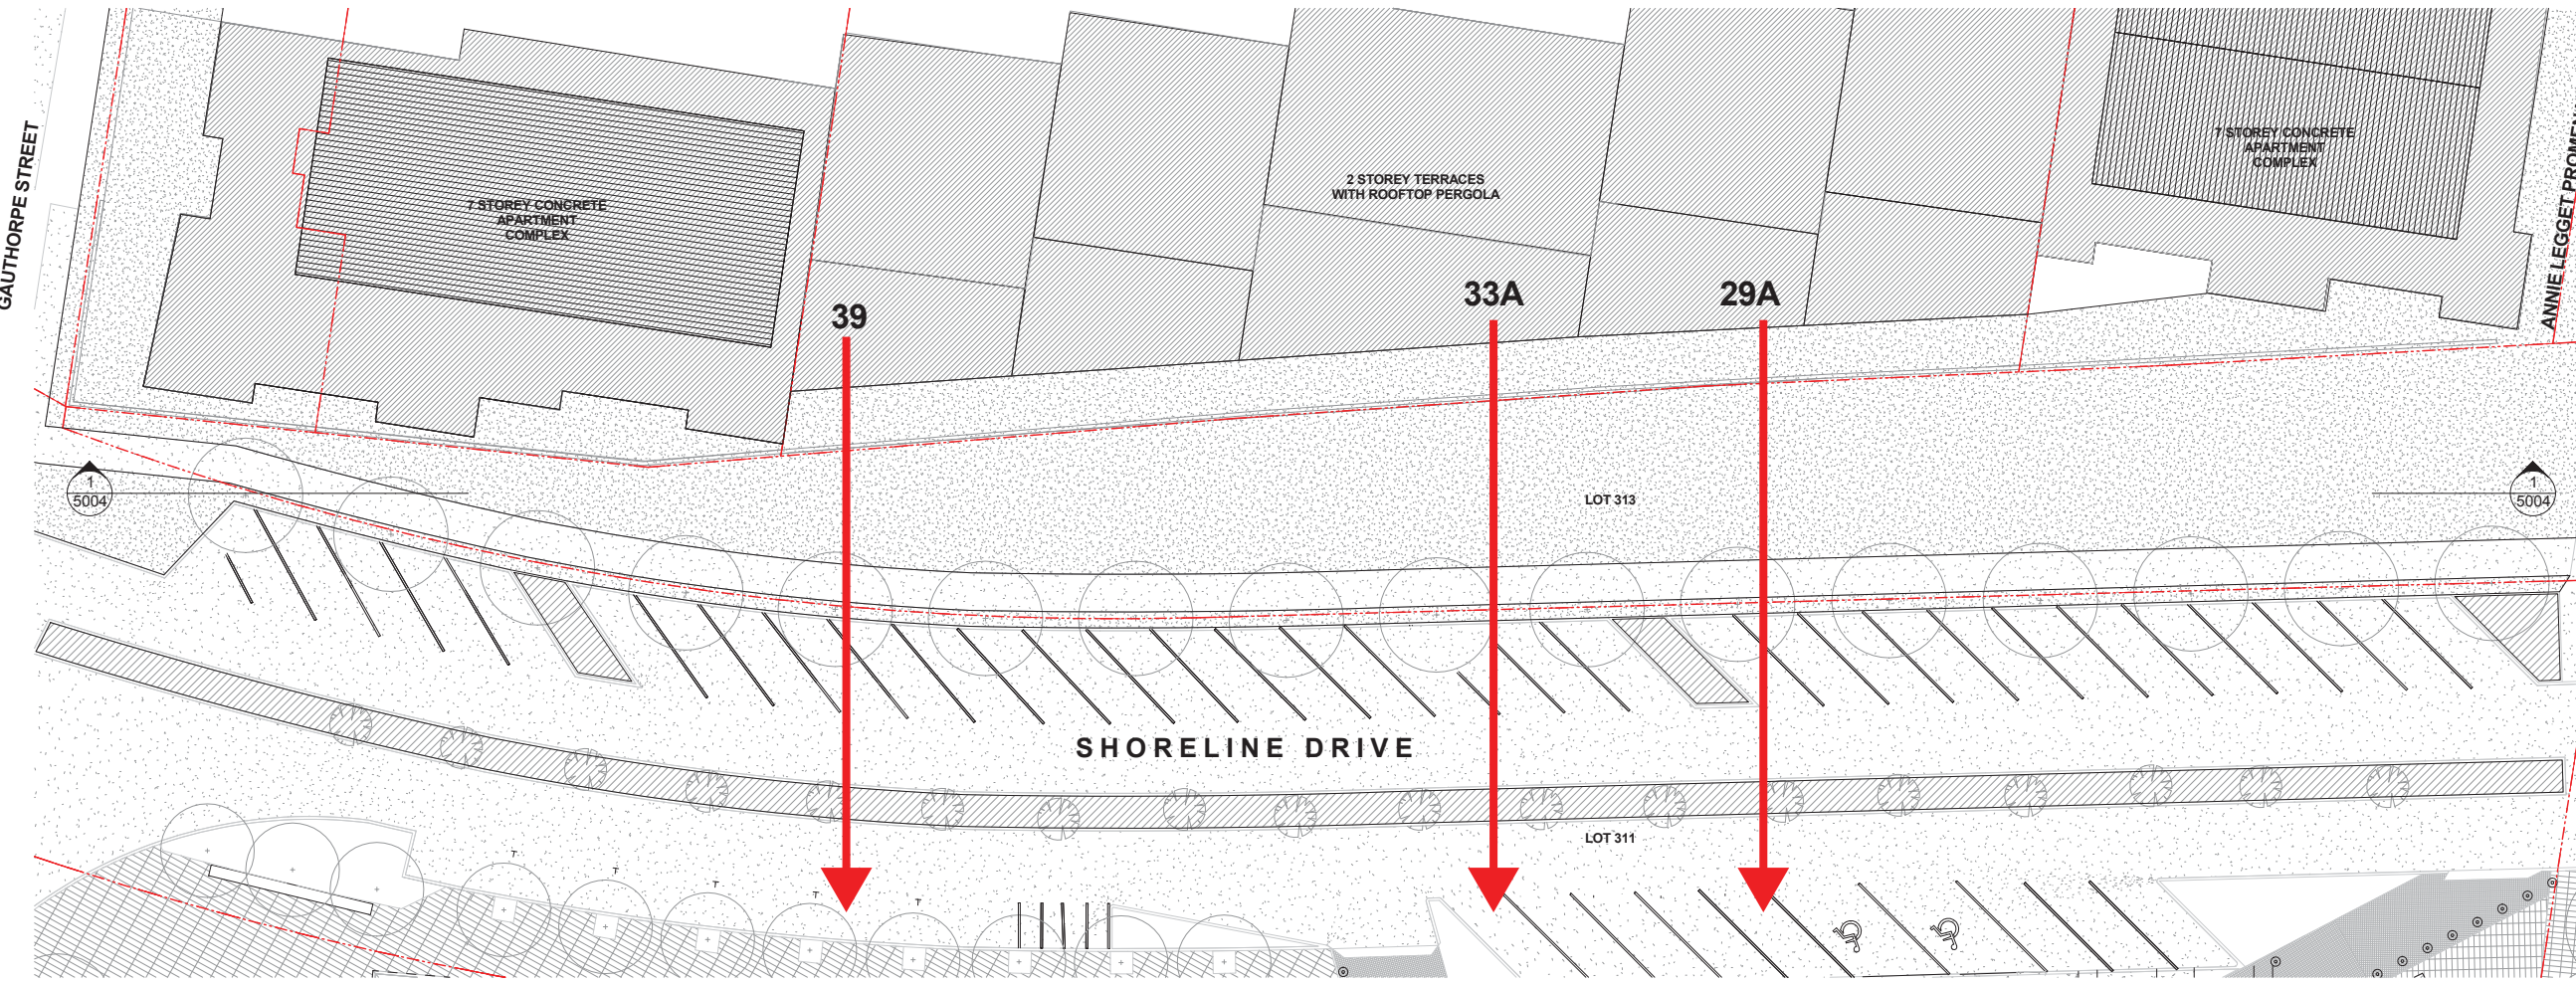 GAUTHORPE STREET
7 STOREY CONCRETE
APARTMENT
COMPLEX
2 STOREY TERRACES
WITH ROOFTOP PERGOLA
7 STOREY CONCRETE
APARTMENT
COMPLEX
ANNIE LEGGET
39
33A
29A
1
5004
LOT 313
1
5004
SHORELINE DRIVE
LOT 311
T
T
T
T
T